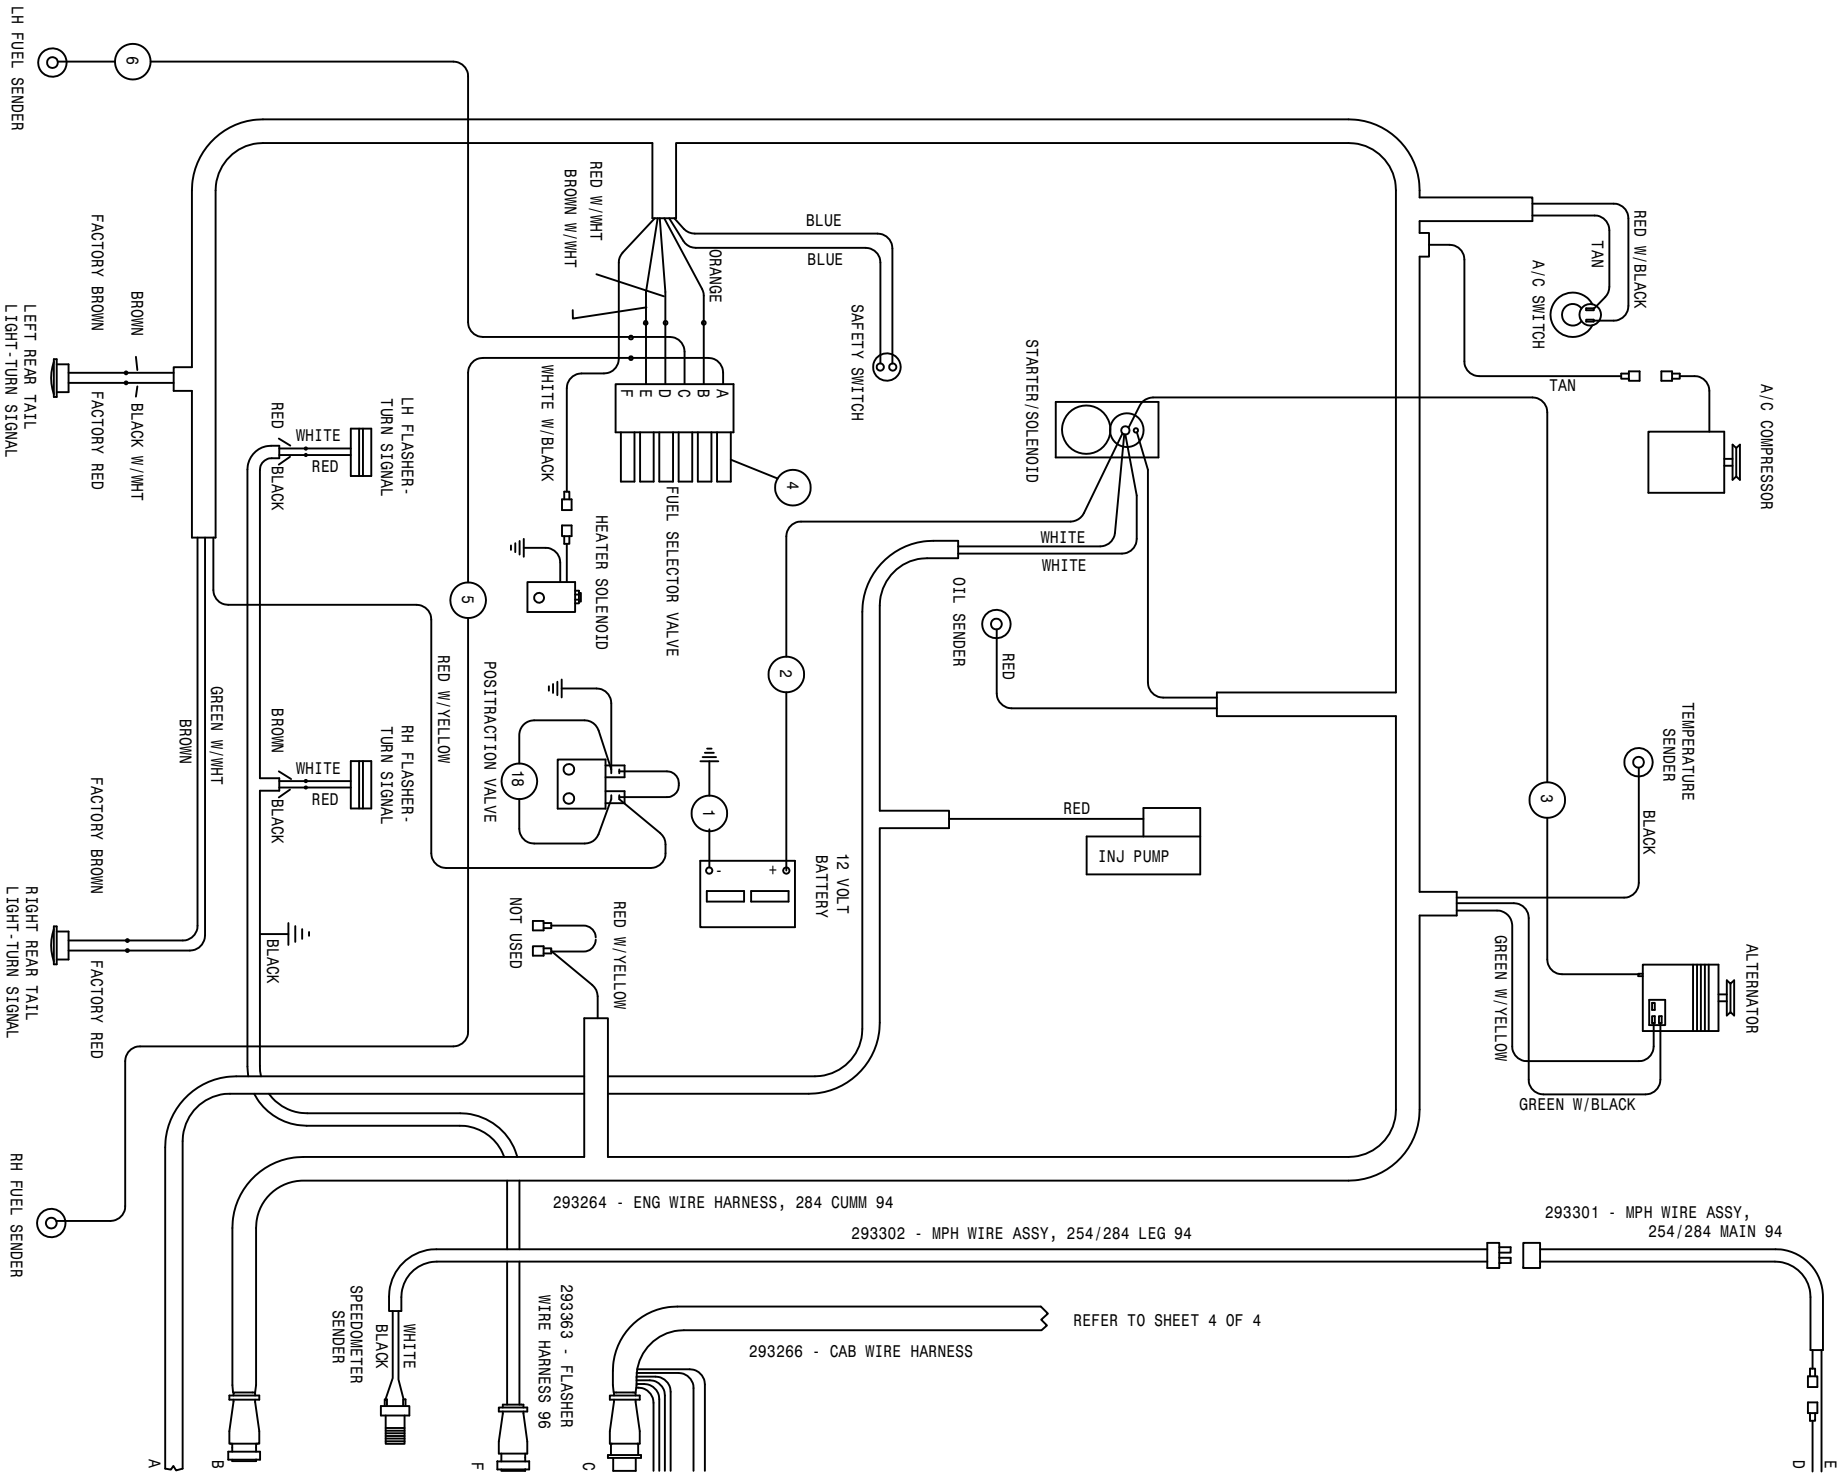 LH FUEL SENDER
6
RED W/WHT
BROWN W/WHT
BLUE
BLUE
ORANGE
SAFETY SWITCH
RED W/BLACK
TAN
A/C SWITCH
TAN
A/C COMPRESSOR
FACTORY BROWN
BROWN
LEFT REAR TAIL
LIGHT-TURN SIGNAL
FACTORY RED
BLACK W/WHT
RED
WHITE
RED
BLACK
LH FLASHER-
TURN SIGNAL
WHITE W/BLACK
F
E
D
C
B
A
4
FUEL SELECTOR VALVE
HEATER SOLENOID
STARTER/SOLENOID
WHITE
WHITE
OIL SENDER
RED
5
2
3
TEMPERATURE
SENDER
BLACK
GREEN W/WHT
BROWN
RED W/YELLOW
POSITRACTION VALVE
18
1
BROWN
WHITE
RED
BLACK
RH FLASHER-
TURN SIGNAL
-
+
12 VOLT
BATTERY
RED
INJ PUMP
FACTORY BROWN
RIGHT REAR TAIL
LIGHT-TURN SIGNAL
FACTORY RED
BLACK
NOT USED
RED W/YELLOW
GREEN W/YELLOW
ALTERNATOR
GREEN W/BLACK
RH FUEL SENDER
293264 - ENG WIRE HARNESS, 284 CUMM 94
293302 - MPH WIRE ASSY, 254/284 LEG 94
293301 - MPH WIRE ASSY,
254/284 MAIN 94
SPEEDOMETER
SENDER
WHITE
BLACK
293363 - FLASHER
WIRE HARNESS 96
REFER TO SHEET 4 OF 4
293266 - CAB WIRE HARNESS
A
B
F
C
D
E